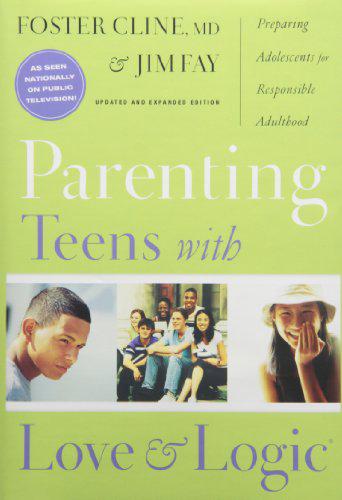 FOSTER CLINE, MD
& JIM FAY
Preparing
Adolescents for
Responsible
Adulthood
AS SEEN
NATIONALLY
ON PUBLIC
TELEVISION!
UPDATED AND EXPANDED EDITION
Parenting
Teens with
Love & Logic®